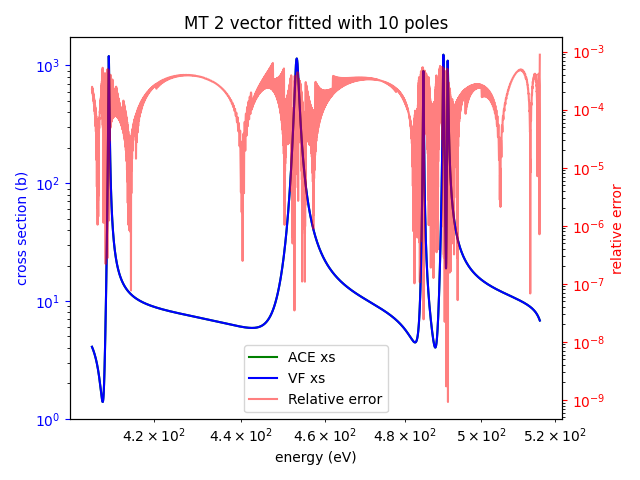 MT 2 vector fitted with 10 poles
cross section (b)
10³
10²
10¹
10⁰
10⁻³
10⁻⁴
10⁻⁵
10⁻⁶
10⁻⁷
10⁻⁸
10⁻⁹
relative error
ACE xs
VF xs
Relative error
4.2 × 10² 4.4 × 10² 4.6 × 10² 4.8 × 10² 5 × 10² 5.2 × 10²
energy (eV)